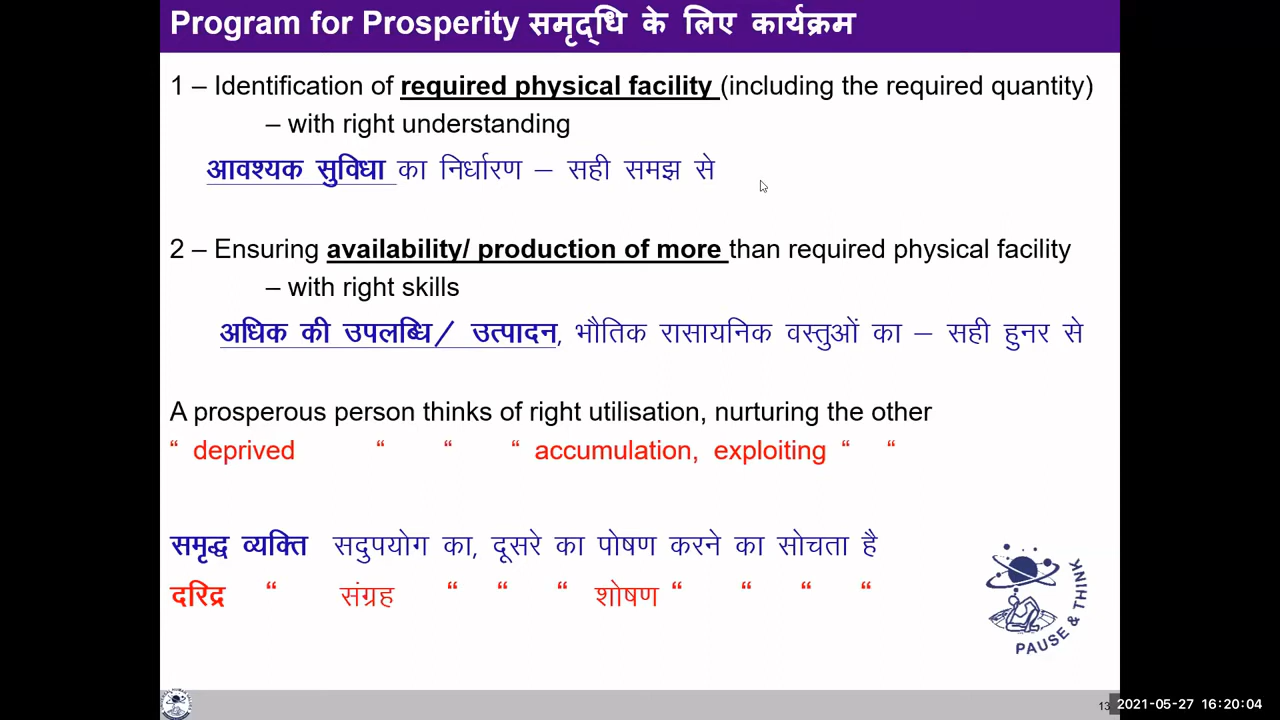 Program for Prosperity समृद्धि के लिए कार्यक्रम
1 – Identification of required physical facility (including the required quantity)
– with right understanding
आवश्यक सुविधा का निर्धारण – सही समझ से
2 – Ensuring availability/ production of more than required physical facility
– with right skills
अधिक की उपलब्धि/ उत्पादन, भौतिक रासायनिक वस्तुओं का – सही हुनर से
A prosperous person thinks of right utilisation, nurturing the other
“ deprived “ “ “ accumulation, exploiting “ “
समृद्ध व्यक्ति सदुपयोग का, दूसरे का पोषण करने का सोचता है
दरिद्र “ संग्रह “ “ “ शोषण “ “ “ “
PAUSE & THINK
13
2021-05-27 16:20:04